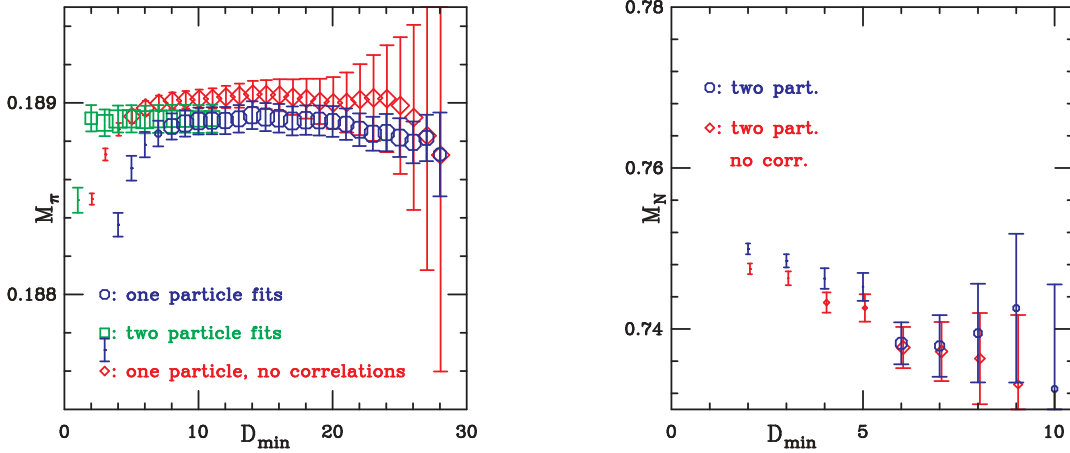 0.189
M_π
0.188
: one particle fits
: two particle fits
: one particle, no correlations
0 10 20 30
D_min
0.78
0.76
M_N
0.74
: two part.
: two part.
no corr.
0 5 10
D_min